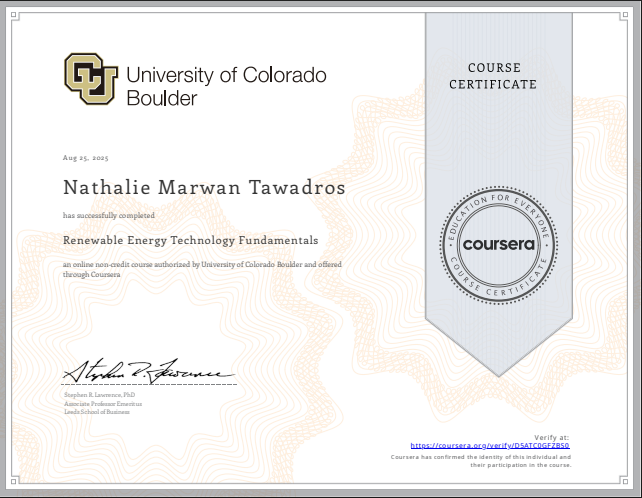 CU
University of Colorado
Boulder
COURSE
CERTIFICATE
Aug 25, 2025
Nathalie Marwan Tawadros
has successfully completed
Renewable Energy Technology Fundamentals
an online non-credit course authorized by University of Colorado Boulder and offered
through Coursera
EDUCATION FOR EVERYONE
coursera
COURSE CERTIFICATE
Stephen R. Lawrence
Stephen R. Lawrence, PhD
Associate Professor Emeritus
Leeds School of Business
Verify at:
https://coursera.org/verify/D5ATC0GFZBS0
Coursera has confirmed the identity of this individual and
their participation in the course.